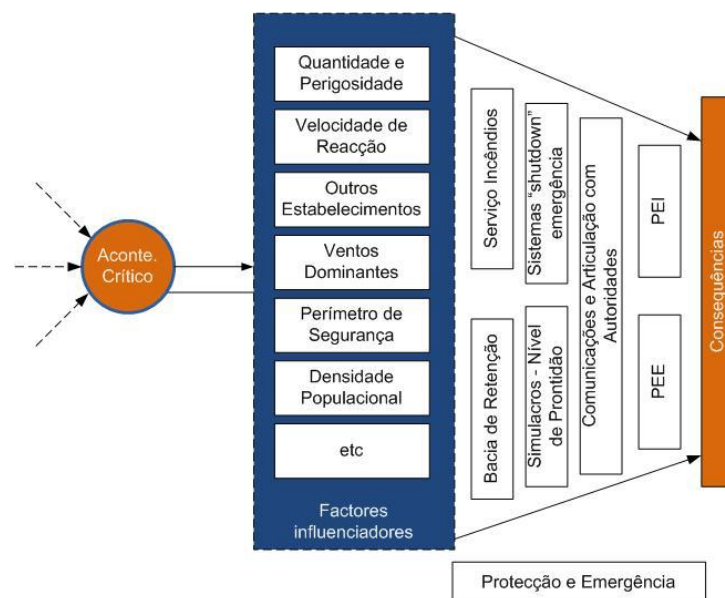 Aconte.
Crítico
Quantidade e
Perigosidade
Velocidade de
Reacção
Outros
Estabelecimentos
Ventos
Dominantes
Perímetro de
Segurança
Densidade
Populacional
etc
Factores
influenciadores
Serviço Incêndios
Bacia de Retenção
Sistemas “shutdown”
emergência
Simulacros - Nível
de Prontidão
Comunicações e Articulação com
Autoridades
PEI
PEE
Consequências
Protecção e Emergência